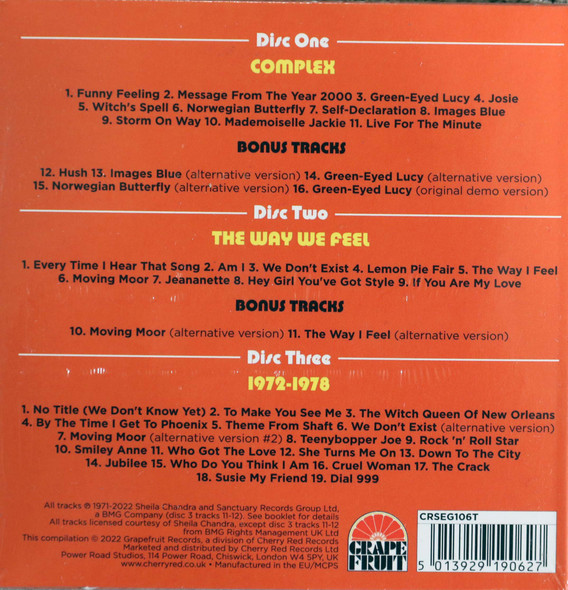 Disc One
COMPLEX
1. Funny Feeling 2. Message From The Year 2000 3. Green-Eyed Lucy 4. Josie
5. Witch's Spell 6. Norwegian Butterfly 7. Self-Declaration 8. Images Blue
9. Storm On Way 10. Mademoiselle Jackie 11. Live For The Minute
BONUS TRACKS
12. Hush 13. Images Blue (alternative version) 14. Green-Eyed Lucy (alternative version)
15. Norwegian Butterfly (alternative version) 16. Green-Eyed Lucy (original demo version)
Disc Two
THE WAY WE FEEL
1. Every Time I Hear That Song 2. Am I 3. We Don't Exist 4. Lemon Pie Fair 5. The Way I Feel
6. Moving Moor 7. Jeananette 8. Hey Girl You've Got Style 9. If You Are My Love
BONUS TRACKS
10. Moving Moor (alternative version) 11. The Way I Feel (alternative version)
Disc Three
1972-1978
1. No Title (We Don't Know Yet) 2. To Make You See Me 3. The Witch Queen Of New Orleans
4. By The Time I Get To Phoenix 5. Theme From Shaft 6. We Don't Exist (alternative version)
7. Moving Moor (alternative version #2) 8. Teenybopper Joe 9. Rock 'n' Roll Star
10. Smiley Anne 11. Who Got The Love 12. She Turns Me On 13. Down To The City
14. Jubilee 15. Who Do You Think I Am 16. Cruel Woman 17. The Crack
18. Susie My Friend 19. Dial 999
All tracks ℗ 1971-2022 Sheila Chandra and Sanctuary Records Group Ltd,
a BMG Company (disc 3 tracks 11-12). See booklet for details
All tracks licensed courtesy of Sheila Chandra, except disc 3 tracks 11-12
from BMG Rights Management UK Ltd
This compilation © 2022 Grapefruit Records, a division of Cherry Red Records
Marketed and distributed by Cherry Red Records Ltd
Power Road Studios, 114 Power Road, Chiswick, London W4 5PY, UK
www.cherryred.co.uk • Manufactured in the EU/MCPS
GRAPE
FRUIT
CRSEG106T
5 013929 190627